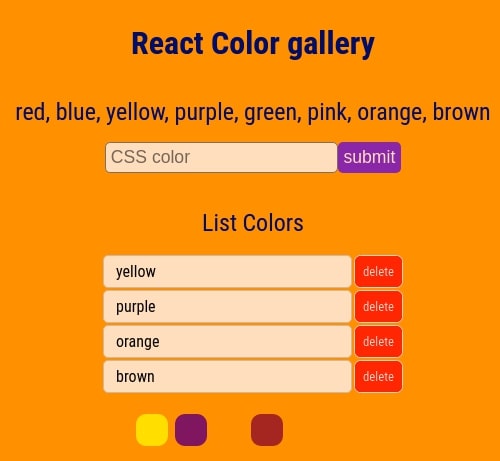 React Color gallery
red, blue, yellow, purple, green, pink, orange, brown
CSS color submit
List Colors
yellow delete
purple delete
orange delete
brown delete